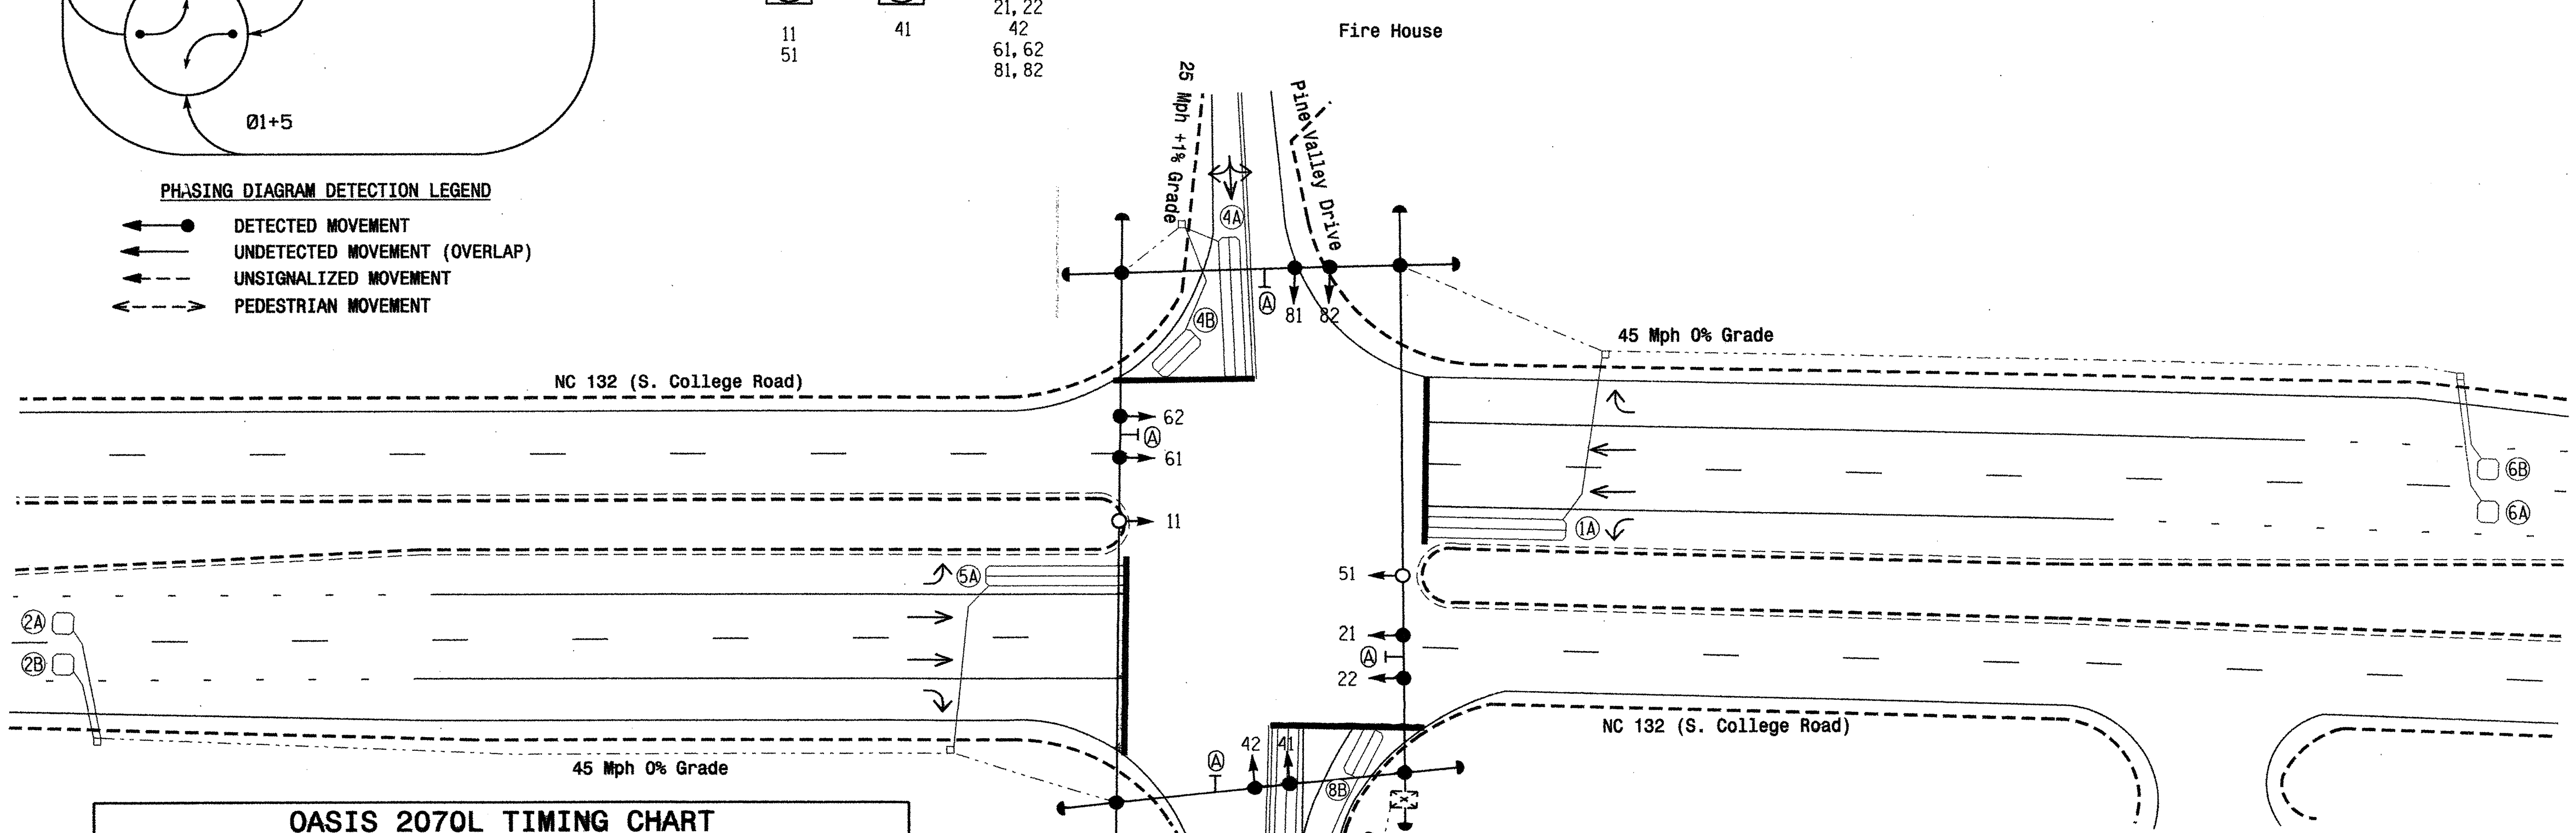 21, 22
11
41
42
51
61, 62
81, 82
Fire House
Ø1+5
25 Mph +1% Grade
Pine Valley Drive
PHASING DIAGRAM DETECTION LEGEND
DETECTED MOVEMENT
UNDETECTED MOVEMENT (OVERLAP)
UNSIGNALIZED MOVEMENT
PEDESTRIAN MOVEMENT
4A
4B
A
81
82
45 Mph 0% Grade
NC 132 (S. College Road)
62
A
61
11
6B
6A
1A
5A
51
2A
2B
21
A
22
NC 132 (S. College Road)
42
41
A
8B
45 Mph 0% Grade
OASIS 2070L TIMING CHART